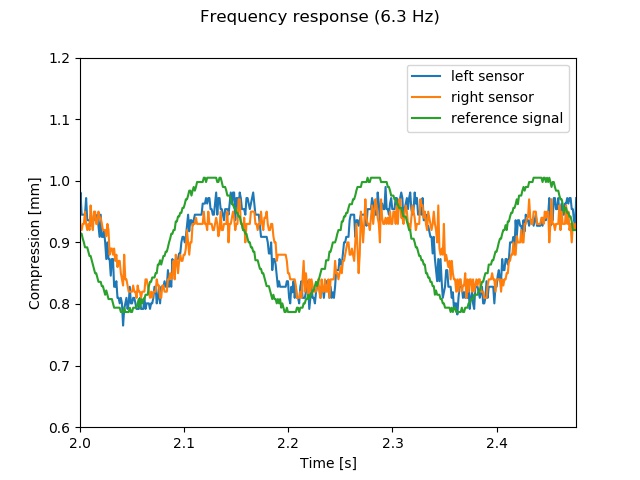 Frequency response (6.3 Hz)
1.2
1.1
1.0
0.9
0.8
0.7
0.6
Compression [mm]
left sensor
right sensor
reference signal
2.0 2.1 2.2 2.3 2.4
Time [s]